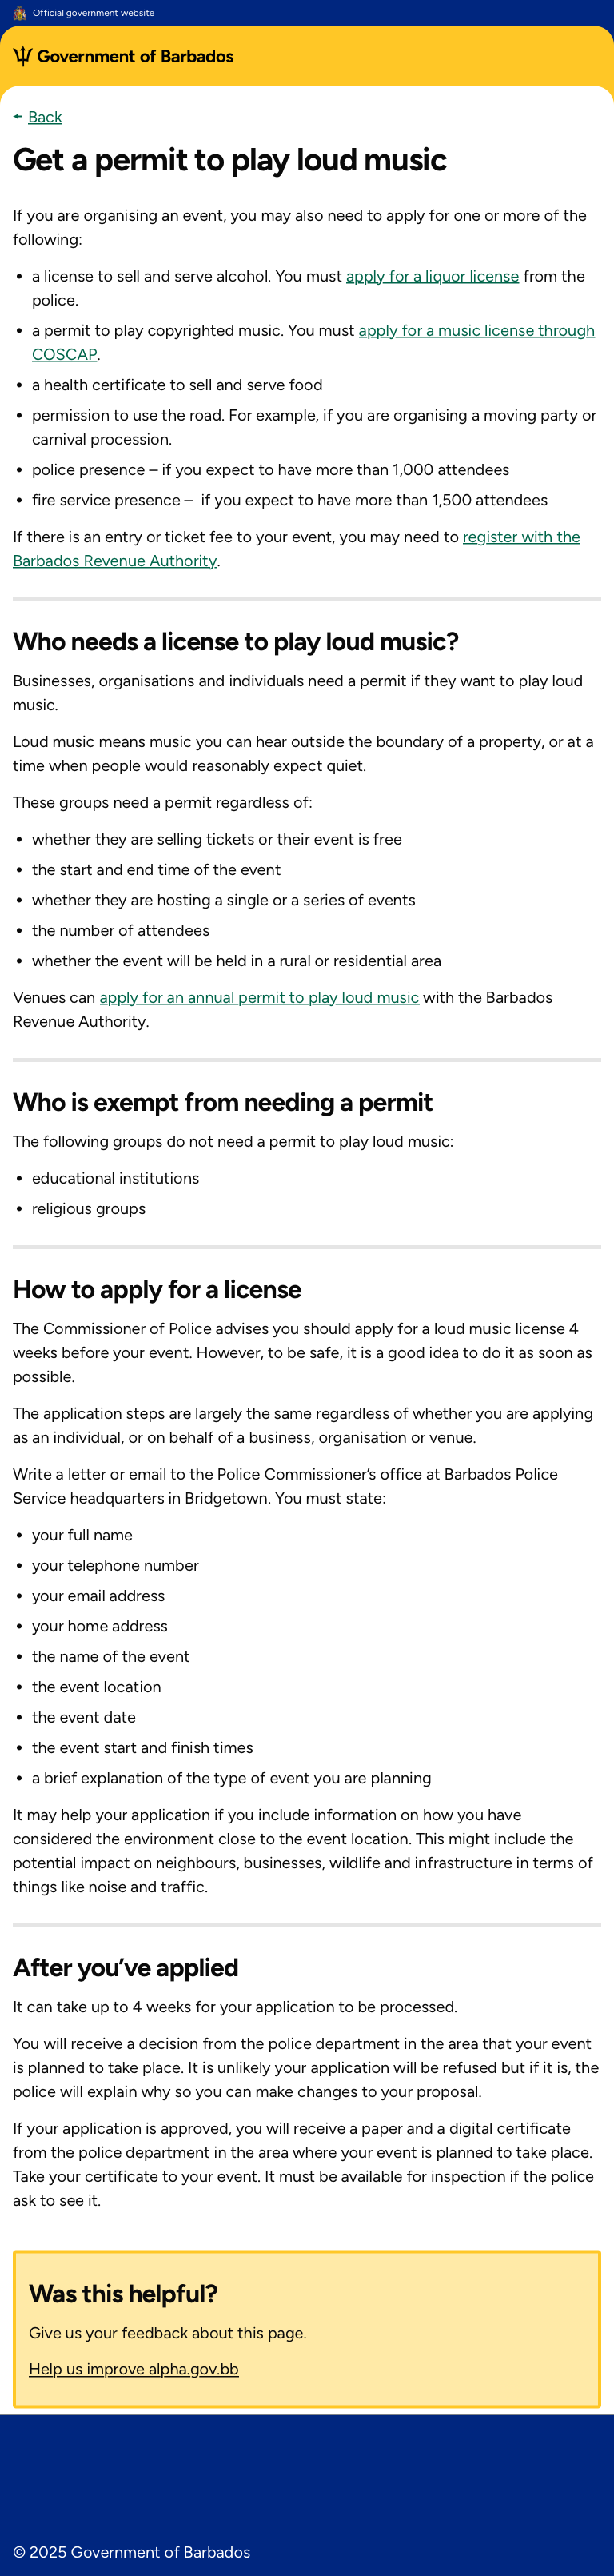 Official government website
Government of Barbados
Back
Get a permit to play loud music
If you are organising an event, you may also need to apply for one or more of the
following:
• a license to sell and serve alcohol. You must apply for a liquor license from the
police.
• a permit to play copyrighted music. You must apply for a music license through
COSCAP.
• a health certificate to sell and serve food
• permission to use the road. For example, if you are organising a moving party or
carnival procession.
• police presence – if you expect to have more than 1,000 attendees
• fire service presence –  if you expect to have more than 1,500 attendees
If there is an entry or ticket fee to your event, you may need to register with the
Barbados Revenue Authority.
Who needs a license to play loud music?
Businesses, organisations and individuals need a permit if they want to play loud
music.
Loud music means music you can hear outside the boundary of a property, or at a
time when people would reasonably expect quiet.
These groups need a permit regardless of:
• whether they are selling tickets or their event is free
• the start and end time of the event
• whether they are hosting a single or a series of events
• the number of attendees
• whether the event will be held in a rural or residential area
Venues can apply for an annual permit to play loud music with the Barbados
Revenue Authority.
Who is exempt from needing a permit
The following groups do not need a permit to play loud music:
• educational institutions
• religious groups
How to apply for a license
The Commissioner of Police advises you should apply for a loud music license 4
weeks before your event. However, to be safe, it is a good idea to do it as soon as
possible.
The application steps are largely the same regardless of whether you are applying
as an individual, or on behalf of a business, organisation or venue.
Write a letter or email to the Police Commissioner’s office at Barbados Police
Service headquarters in Bridgetown. You must state:
• your full name
• your telephone number
• your email address
• your home address
• the name of the event
• the event location
• the event date
• the event start and finish times
• a brief explanation of the type of event you are planning
It may help your application if you include information on how you have
considered the environment close to the event location. This might include the
potential impact on neighbours, businesses, wildlife and infrastructure in terms of
things like noise and traffic.
After you’ve applied
It can take up to 4 weeks for your application to be processed.
You will receive a decision from the police department in the area that your event
is planned to take place. It is unlikely your application will be refused but if it is, the
police will explain why so you can make changes to your proposal.
If your application is approved, you will receive a paper and a digital certificate
from the police department in the area where your event is planned to take place.
Take your certificate to your event. It must be available for inspection if the police
ask to see it.
Was this helpful?
Give us your feedback about this page.
Help us improve alpha.gov.bb
© 2025 Government of Barbados